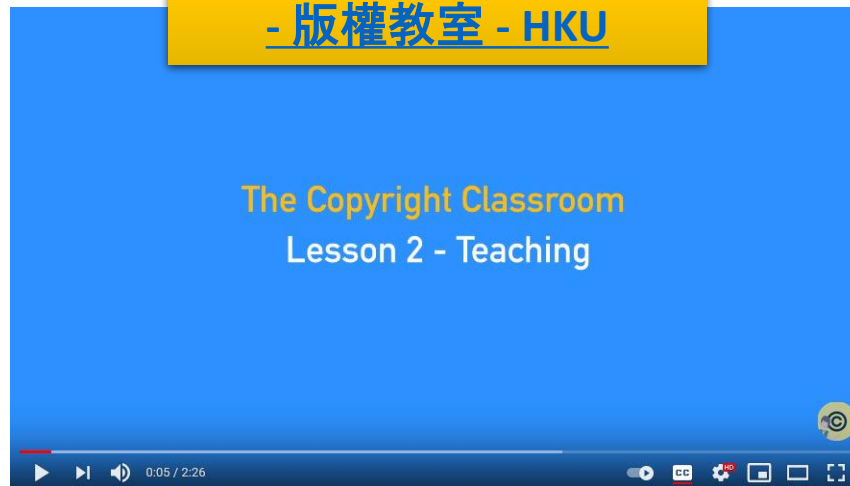 - 版權教室 - HKU
The Copyright Classroom
Lesson 2 - Teaching
©
0:05 / 2:26
CC
HD